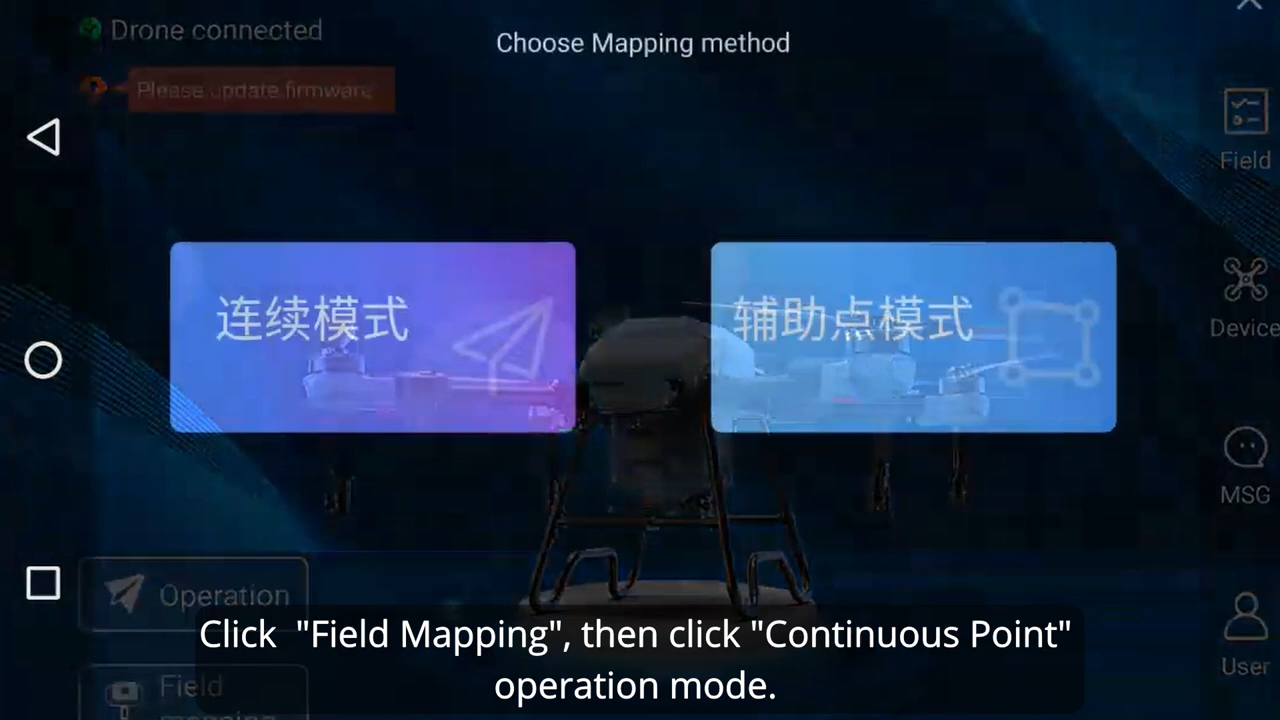 Drone connected
Choose Mapping method
Please update firmware
Field
连续模式
辅助点模式
Device
MSG
Operation
User
Field
mapping
Click "Field Mapping", then click "Continuous Point"
operation mode.